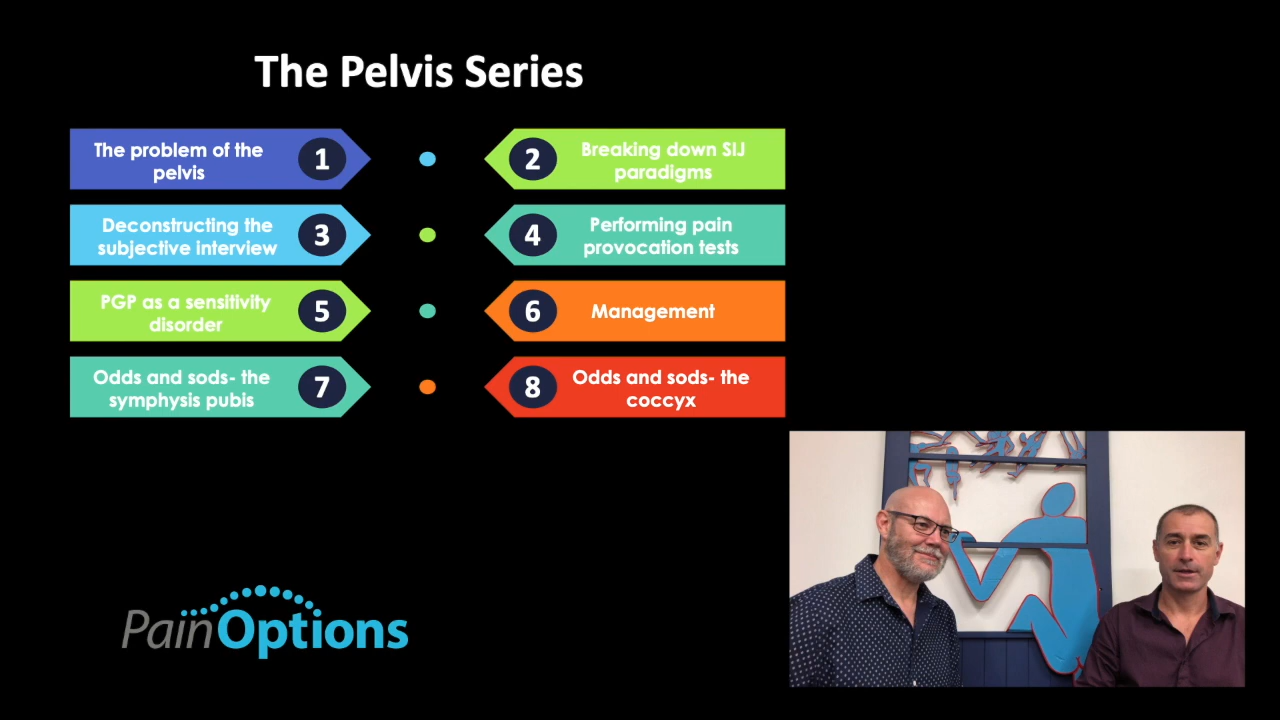 The Pelvis Series
The problem of the
pelvis
1
2
Breaking down SIJ
paradigms
Deconstructing the
subjective interview
3
4
Performing pain
provocation tests
PGP as a sensitivity
disorder
5
6
Management
Odds and sods- the
symphysis pubis
7
8
Odds and sods- the
coccyx
PainOptions